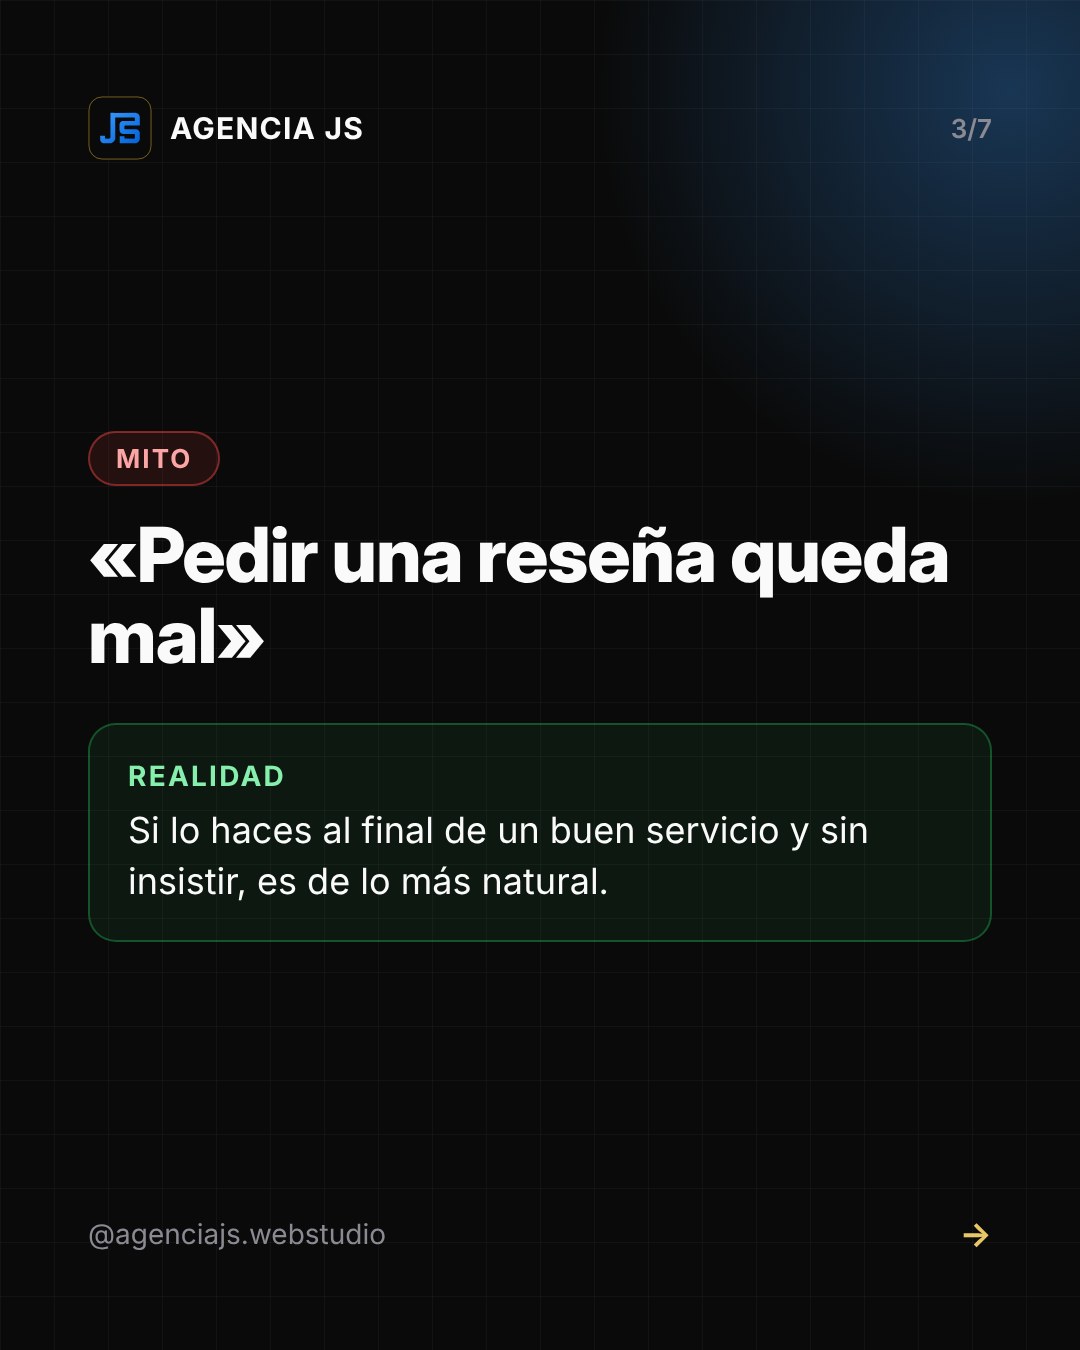 JS AGENCIA JS
3/7
MITO
«Pedir una reseña queda
mal»
REALIDAD
Si lo haces al final de un buen servicio y sin
insistir, es de lo más natural.
@agenciajs.webstudio
→